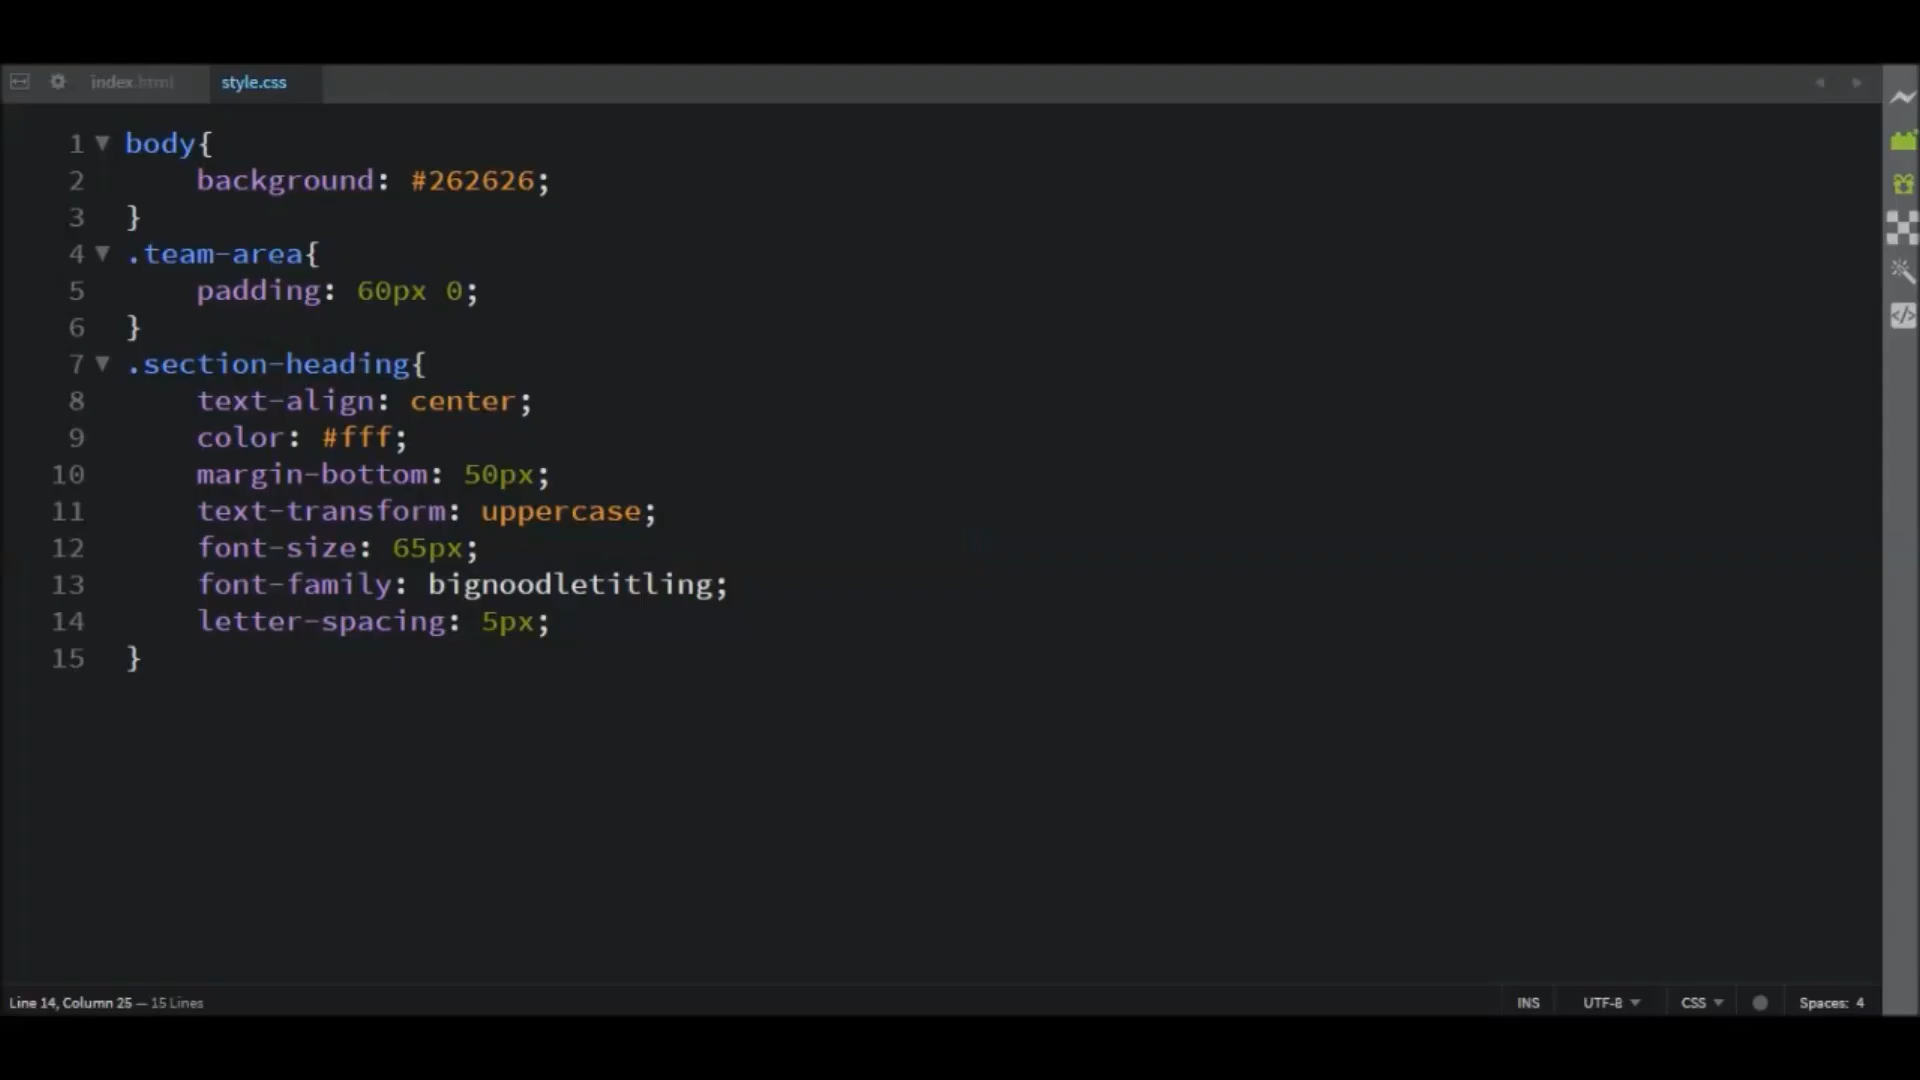 index.html
style.css
1 body{
2 background: #262626;
3 }
4 .team-area{
5 padding: 60px 0;
6 }
7 .section-heading{
8 text-align: center;
9 color: #fff;
10 margin-bottom: 50px;
11 text-transform: uppercase;
12 font-size: 65px;
13 font-family: bignoodletitling;
14 letter-spacing: 5px;
15 }
Line 14, Column 25 — 15 Lines
INS
UTF-8
CSS
Spaces: 4